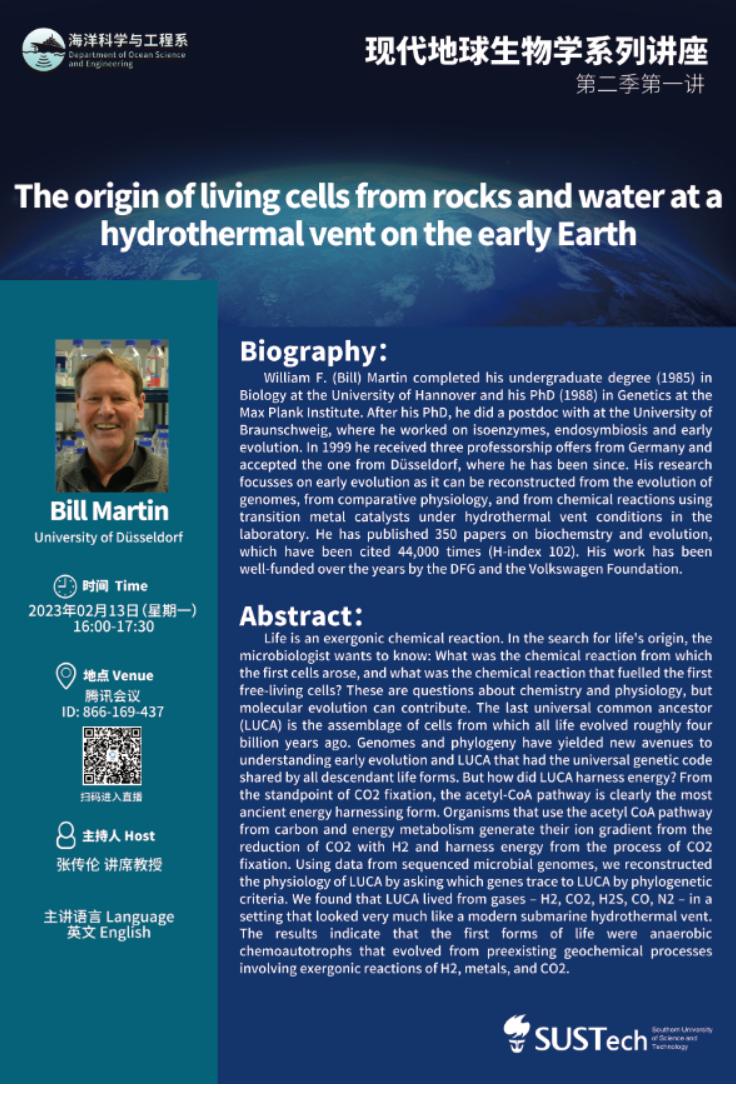 海洋科学与工程系
Department of Ocean Science
and Engineering
现代地球生物学系列讲座
第二季第一讲
The origin of living cells from rocks and water at a
hydrothermal vent on the early Earth
Bill Martin
University of Düsseldorf
时间 Time
2023年02月13日(星期一)
16:00-17:30
地点 Venue
腾讯会议
ID: 866-169-437
扫码进入直播
主持人 Host
张传伦 讲席教授
主讲语言 Language
英文 English
Biography:
William F. (Bill) Martin completed his undergraduate degree (1985) in
Biology at the University of Hannover and his PhD (1988) in Genetics at the
Max Plank Institute. After his PhD, he did a postdoc with at the University of
Braunschweig, where he worked on isoenzymes, endosymbiosis and early
evolution. In 1999 he received three professorship offers from Germany and
accepted the one from Düsseldorf, where he has been since. His research
focusses on early evolution as it can be reconstructed from the evolution of
genomes, from comparative physiology, and from chemical reactions using
transition metal catalysts under hydrothermal vent conditions in the
laboratory. He has published 350 papers on biochemstry and evolution,
which have been cited 44,000 times (H-index 102). His work has been
well-funded over the years by the DFG and the Volkswagen Foundation.
Abstract:
Life is an exergonic chemical reaction. In the search for life's origin, the
microbiologist wants to know: What was the chemical reaction from which
the first cells arose, and what was the chemical reaction that fuelled the first
free-living cells? These are questions about chemistry and physiology, but
molecular evolution can contribute. The last universal common ancestor
(LUCA) is the assemblage of cells from which all life evolved roughly four
billion years ago. Genomes and phylogeny have yielded new avenues to
understanding early evolution and LUCA that had the universal genetic code
shared by all descendant life forms. But how did LUCA harness energy? From
the standpoint of CO2 fixation, the acetyl-CoA pathway is clearly the most
ancient energy harnessing form. Organisms that use the acetyl CoA pathway
from carbon and energy metabolism generate their ion gradient from the
reduction of CO2 with H2 and harness energy from the process of CO2
fixation. Using data from sequenced microbial genomes, we reconstructed
the physiology of LUCA by asking which genes trace to LUCA by phylogenetic
criteria. We found that LUCA lived from gases – H2, CO2, H2S, CO, N2 – in a
setting that looked very much like a modern submarine hydrothermal vent.
The results indicate that the first forms of life were anaerobic
chemoautotrophs that evolved from preexisting geochemical processes
involving exergonic reactions of H2, metals, and CO2.
SUSTech
Southern University
of Science and
Technology